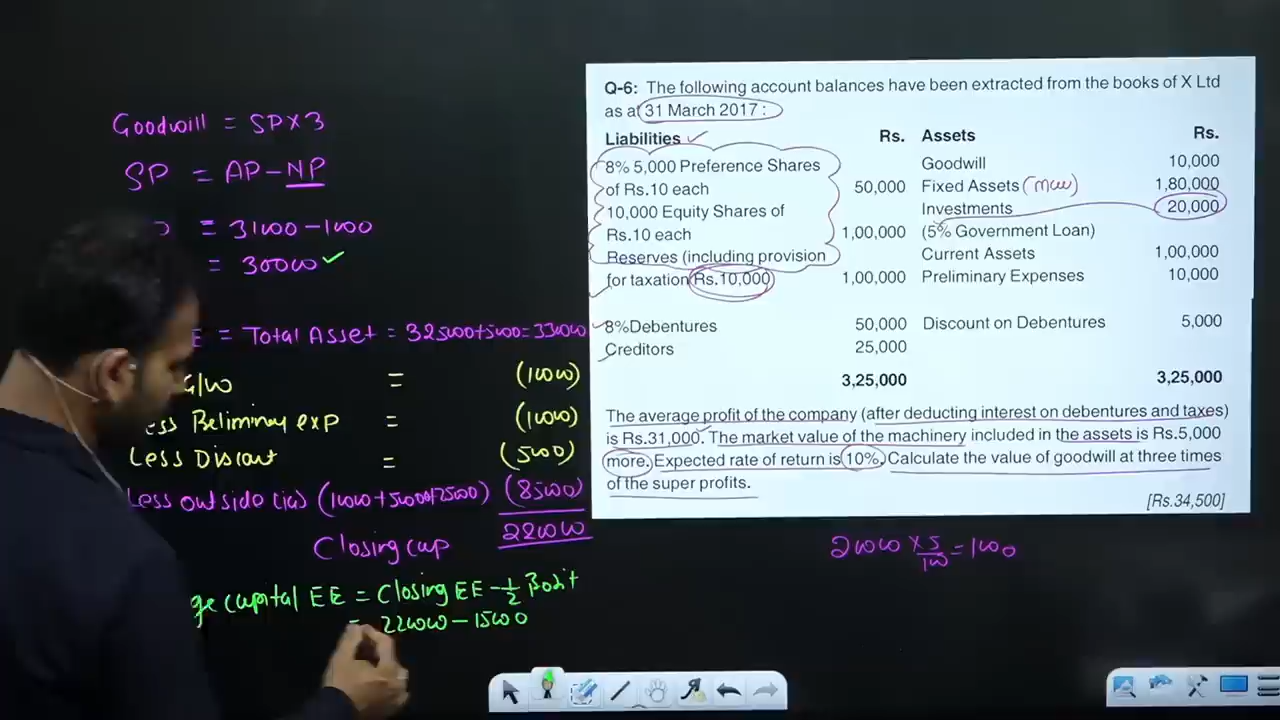 Goodwill = SP×3
SP = AP-NP
= 31000-1000
= 30000 ✓
E = Total Asset = 325000+5000=330000
G/W = (10000)
ess Preliminary exp = (10000)
Less Discount = (5000)
Less outside liab (10000+50000+25000) (85000)
Closing cap 220000
ge capital EE = Closing EE - 1/2 Profit
= 220000-15000
Q-6: The following account balances have been extracted from the books of X Ltd
as at 31 March 2017 :
Liabilities ✓ Rs. Assets Rs.
8% 5,000 Preference Shares Goodwill 10,000
of Rs.10 each 50,000 Fixed Assets (mcw) 1,80,000
10,000 Equity Shares of Investments 20,000
Rs.10 each 1,00,000 (5% Government Loan)
Reserves (including provision Current Assets 1,00,000
for taxation Rs.10,000) 1,00,000 Preliminary Expenses 10,000
8%Debentures 50,000 Discount on Debentures 5,000
Creditors 25,000
3,25,000 3,25,000
The average profit of the company (after deducting interest on debentures and taxes)
is Rs.31,000. The market value of the machinery included in the assets is Rs.5,000
more. Expected rate of return is 10%. Calculate the value of goodwill at three times
of the super profits.
[Rs.34,500]
20000 × 5/100 = 1000